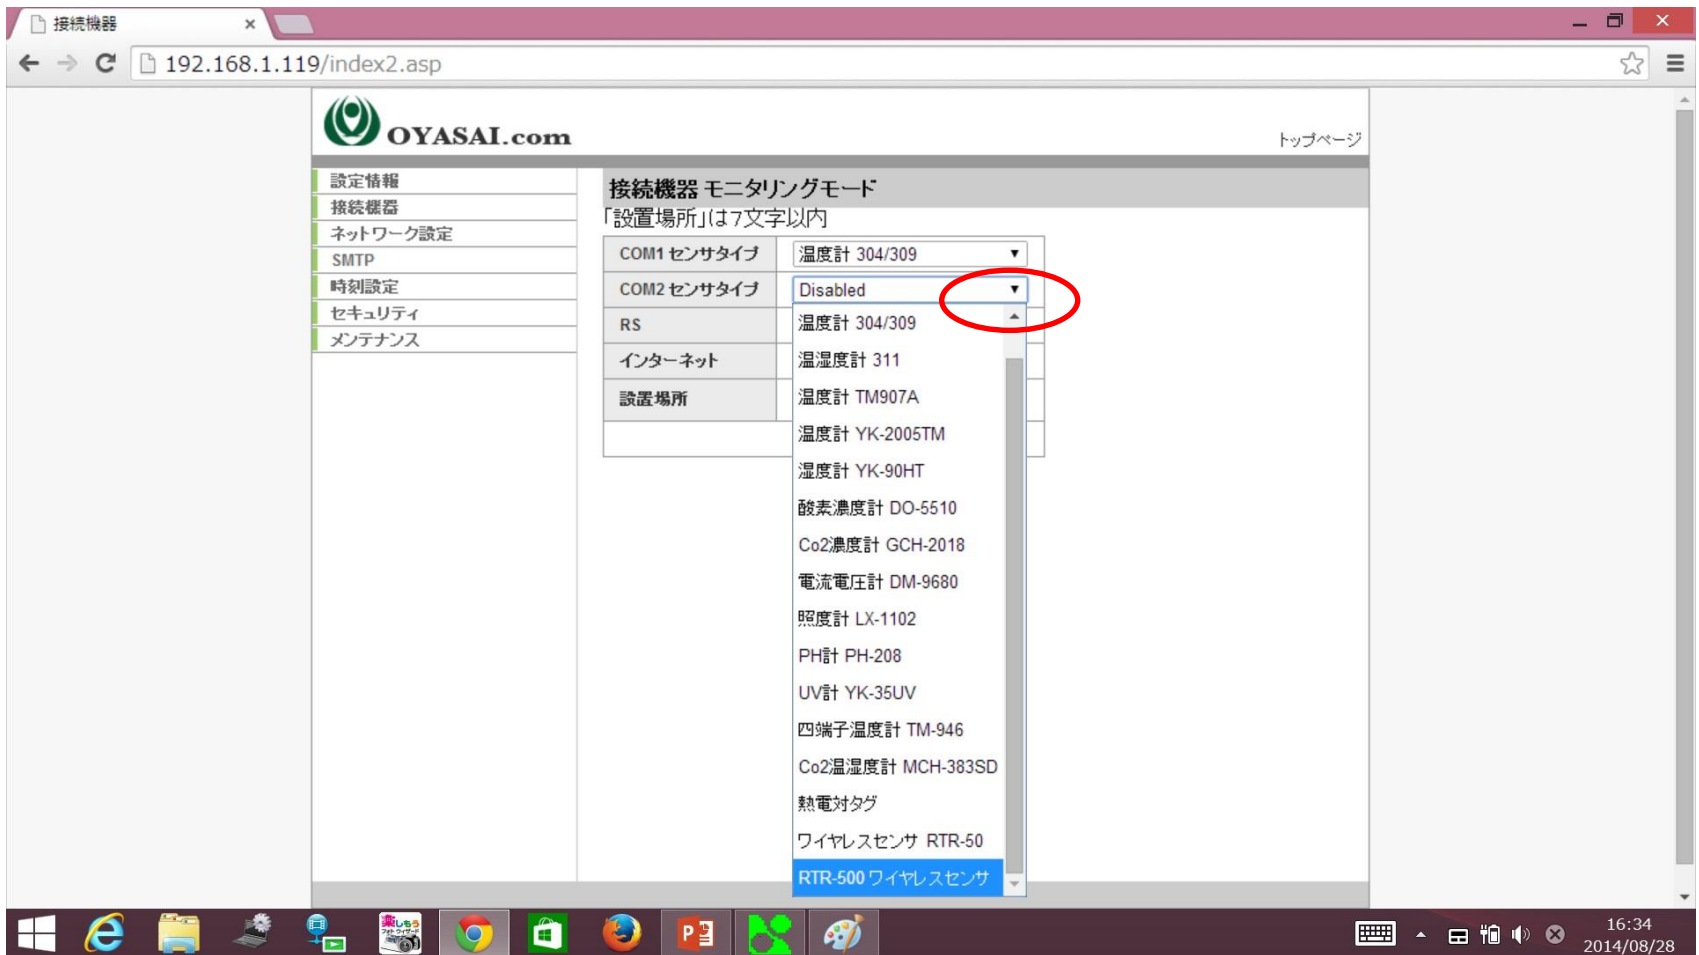 接続機器
192.168.1.119/index2.asp
OYASAI.com
トップページ
設定情報
接続機器
ネットワーク設定
SMTP
時刻設定
セキュリティ
メンテナンス
接続機器 モニタリングモード
「設置場所」は7文字以内
COM1 センサタイプ 温度計 304/309
COM2 センサタイプ Disabled
RS
インターネット
設置場所
温度計 304/309
温湿度計 311
温度計 TM907A
温度計 YK-2005TM
湿度計 YK-90HT
酸素濃度計 DO-5510
Co2濃度計 GCH-2018
電流電圧計 DM-9680
照度計 LX-1102
PH計 PH-208
UV計 YK-35UV
四端子温度計 TM-946
Co2温湿度計 MCH-383SD
熱電対タグ
ワイヤレスセンサ RTR-50
RTR-500 ワイヤレスセンサ
16:34
2014/08/28